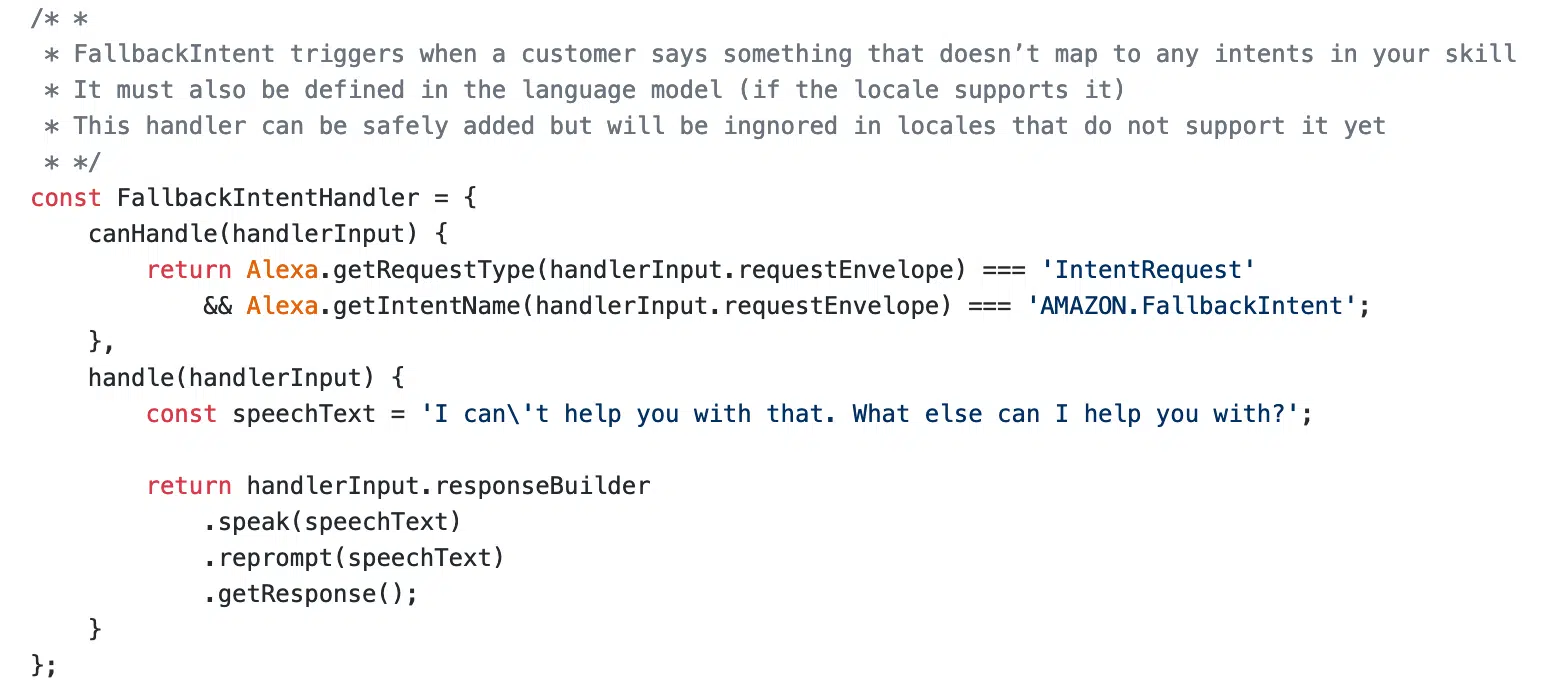 /* *
 * FallbackIntent triggers when a customer says something that doesn’t map to any intents in your skill
 * It must also be defined in the language model (if the locale supports it)
 * This handler can be safely added but will be ingnored in locales that do not support it yet
 * */
const FallbackIntentHandler = {
    canHandle(handlerInput) {
        return Alexa.getRequestType(handlerInput.requestEnvelope) === 'IntentRequest'
            && Alexa.getIntentName(handlerInput.requestEnvelope) === 'AMAZON.FallbackIntent';
    },
    handle(handlerInput) {
        const speechText = 'I can\'t help you with that. What else can I help you with?';

        return handlerInput.responseBuilder
            .speak(speechText)
            .reprompt(speechText)
            .getResponse();
    }
};